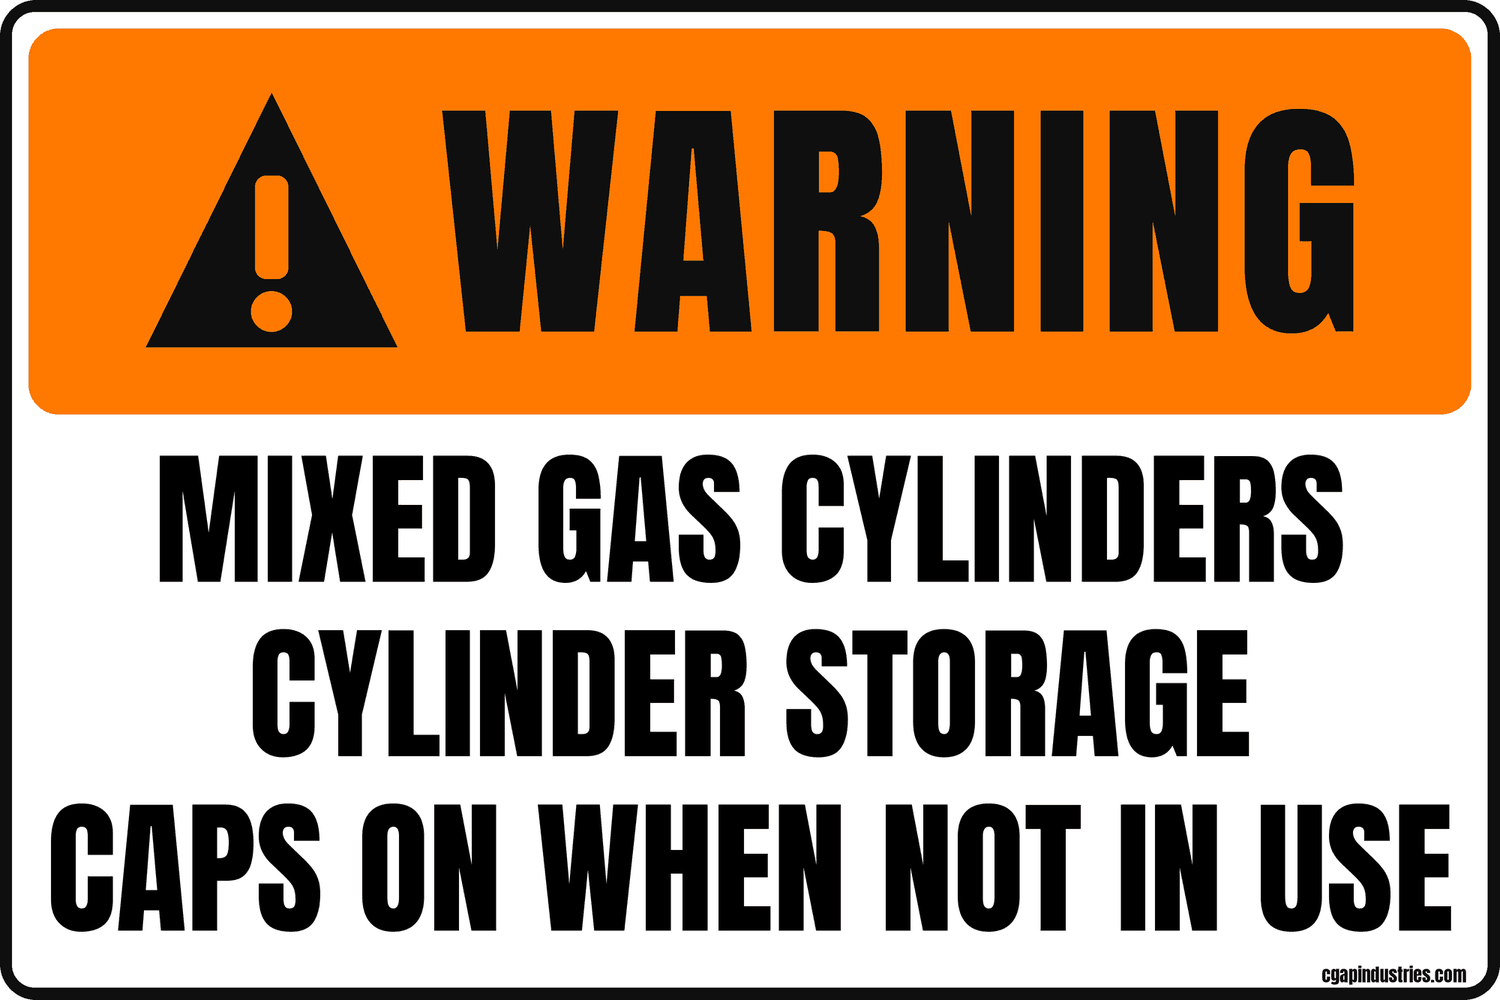 WARNING
MIXED GAS CYLINDERS
CYLINDER STORAGE
CAPS ON WHEN NOT IN USE
cgapindustries.com